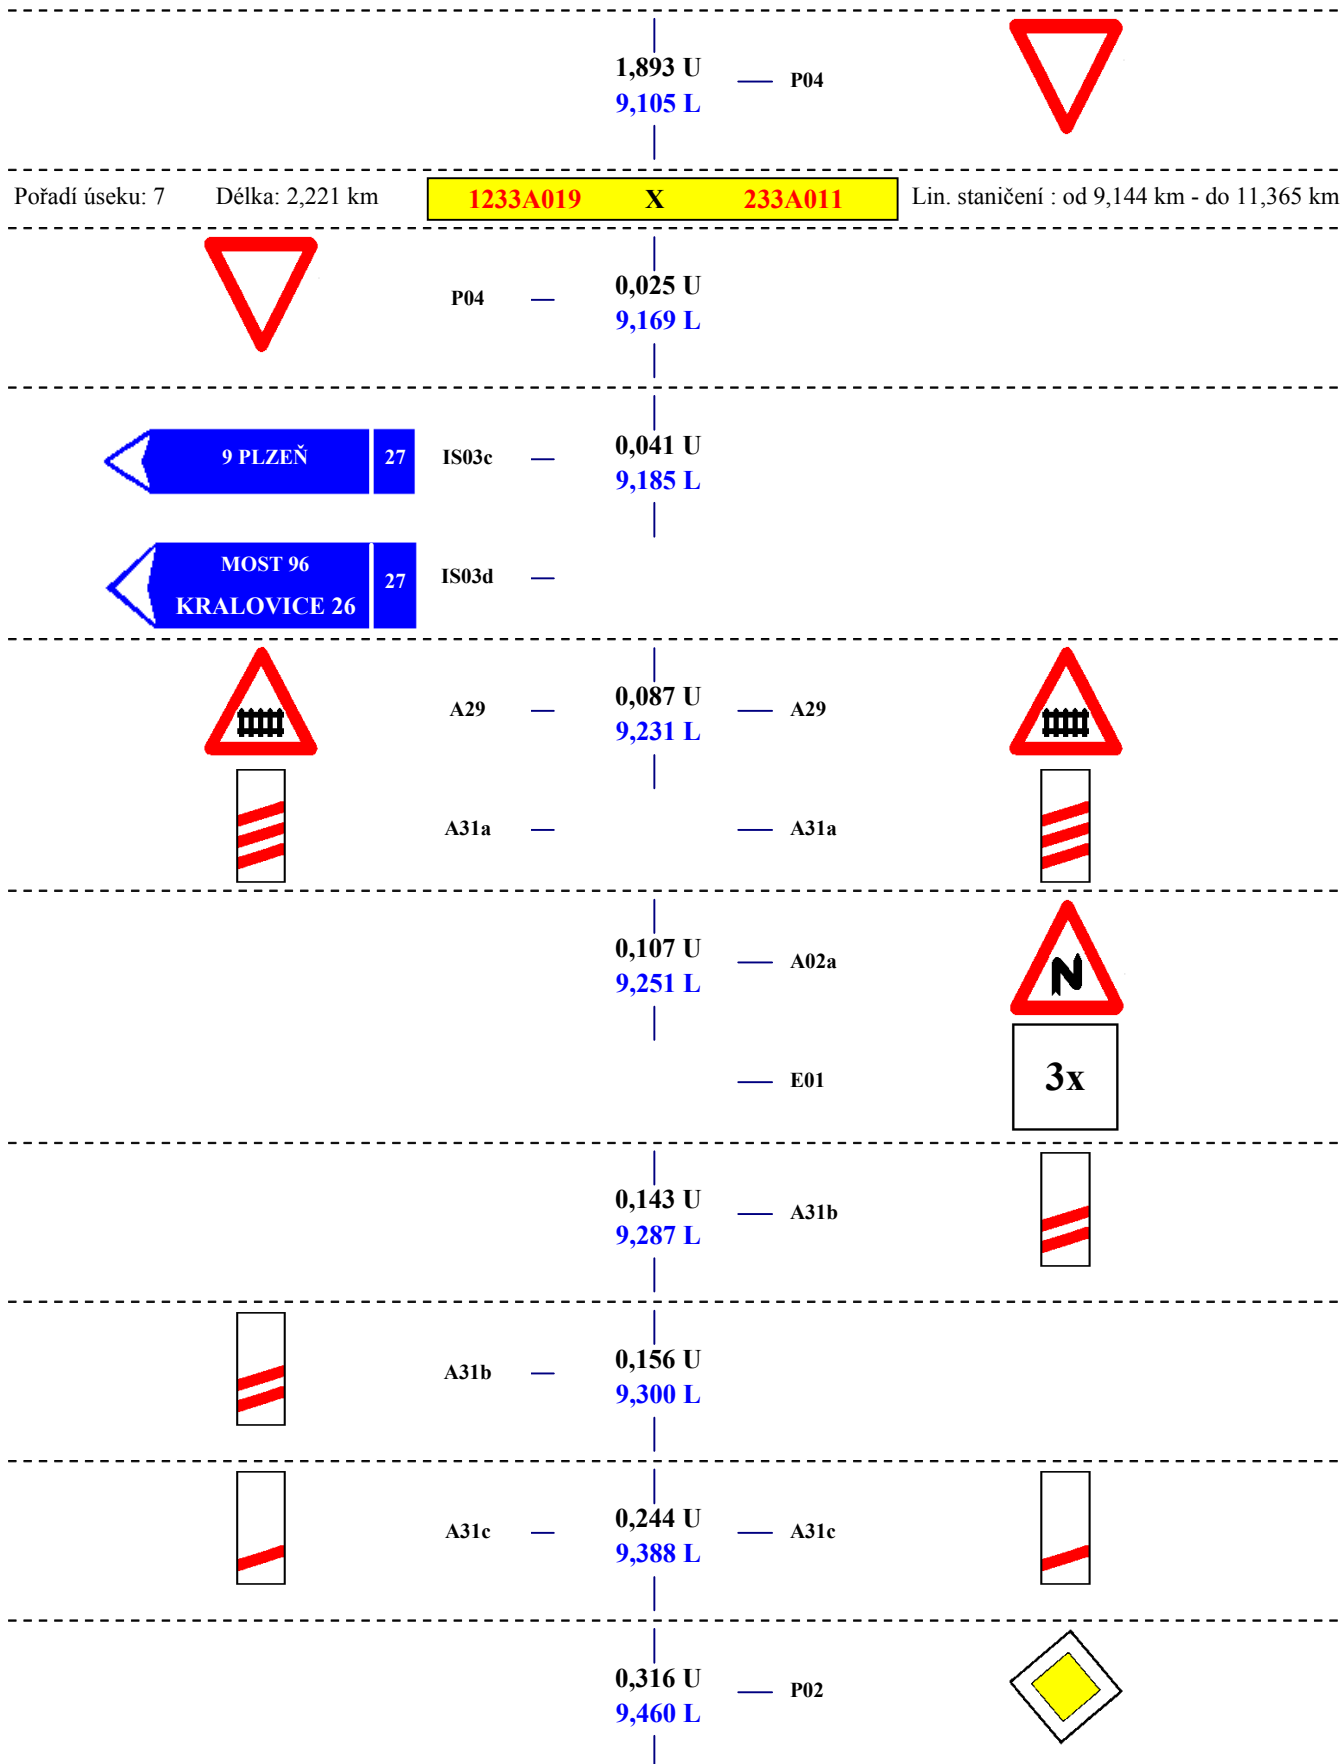 1,893 U
P04
9,105 L
Pořadí úseku: 7 Délka: 2,221 km 1233A019 X 233A011 Lin. staničení : od 9,144 km - do 11,365 km
P04
0,025 U
9,169 L
9 PLZEŇ 27
IS03c
0,041 U
9,185 L
MOST 96
KRALOVICE 26
27
IS03d
A29
0,087 U
9,231 L
A29
A31a
A31a
0,107 U
9,251 L
A02a
E01
3x
0,143 U
9,287 L
A31b
A31b
0,156 U
9,300 L
A31c
0,244 U
9,388 L
A31c
0,316 U
9,460 L
P02